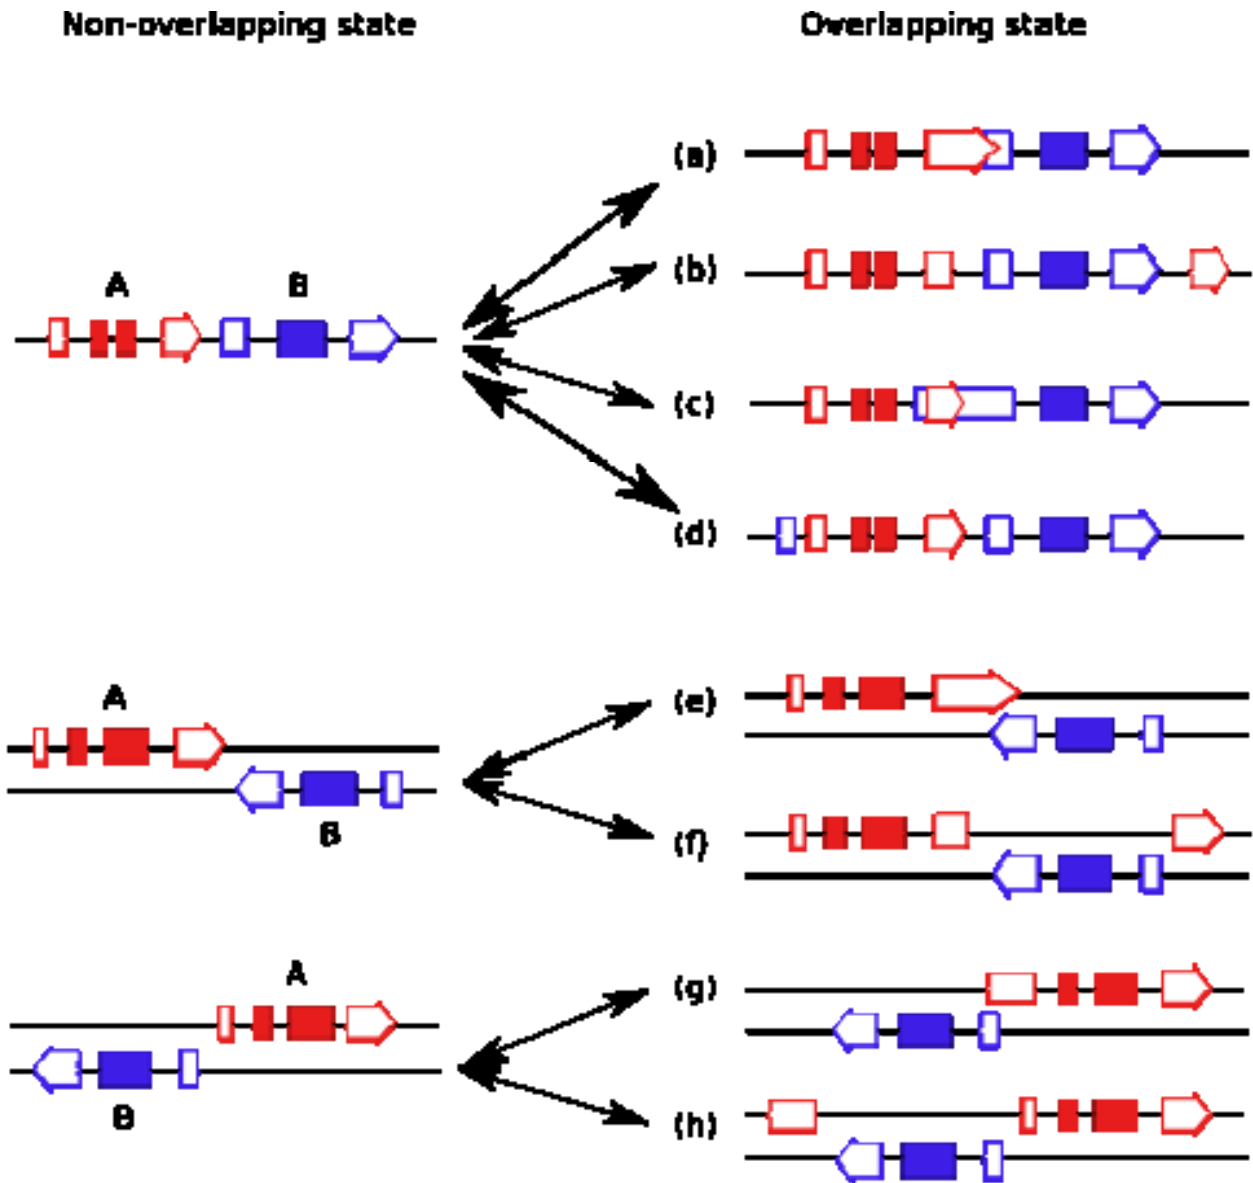 Non-overlapping state
Overlapping state
(a)
(b)
A
B
(c)
(d)
A
(e)
B
(f)
A
(g)
B
(h)